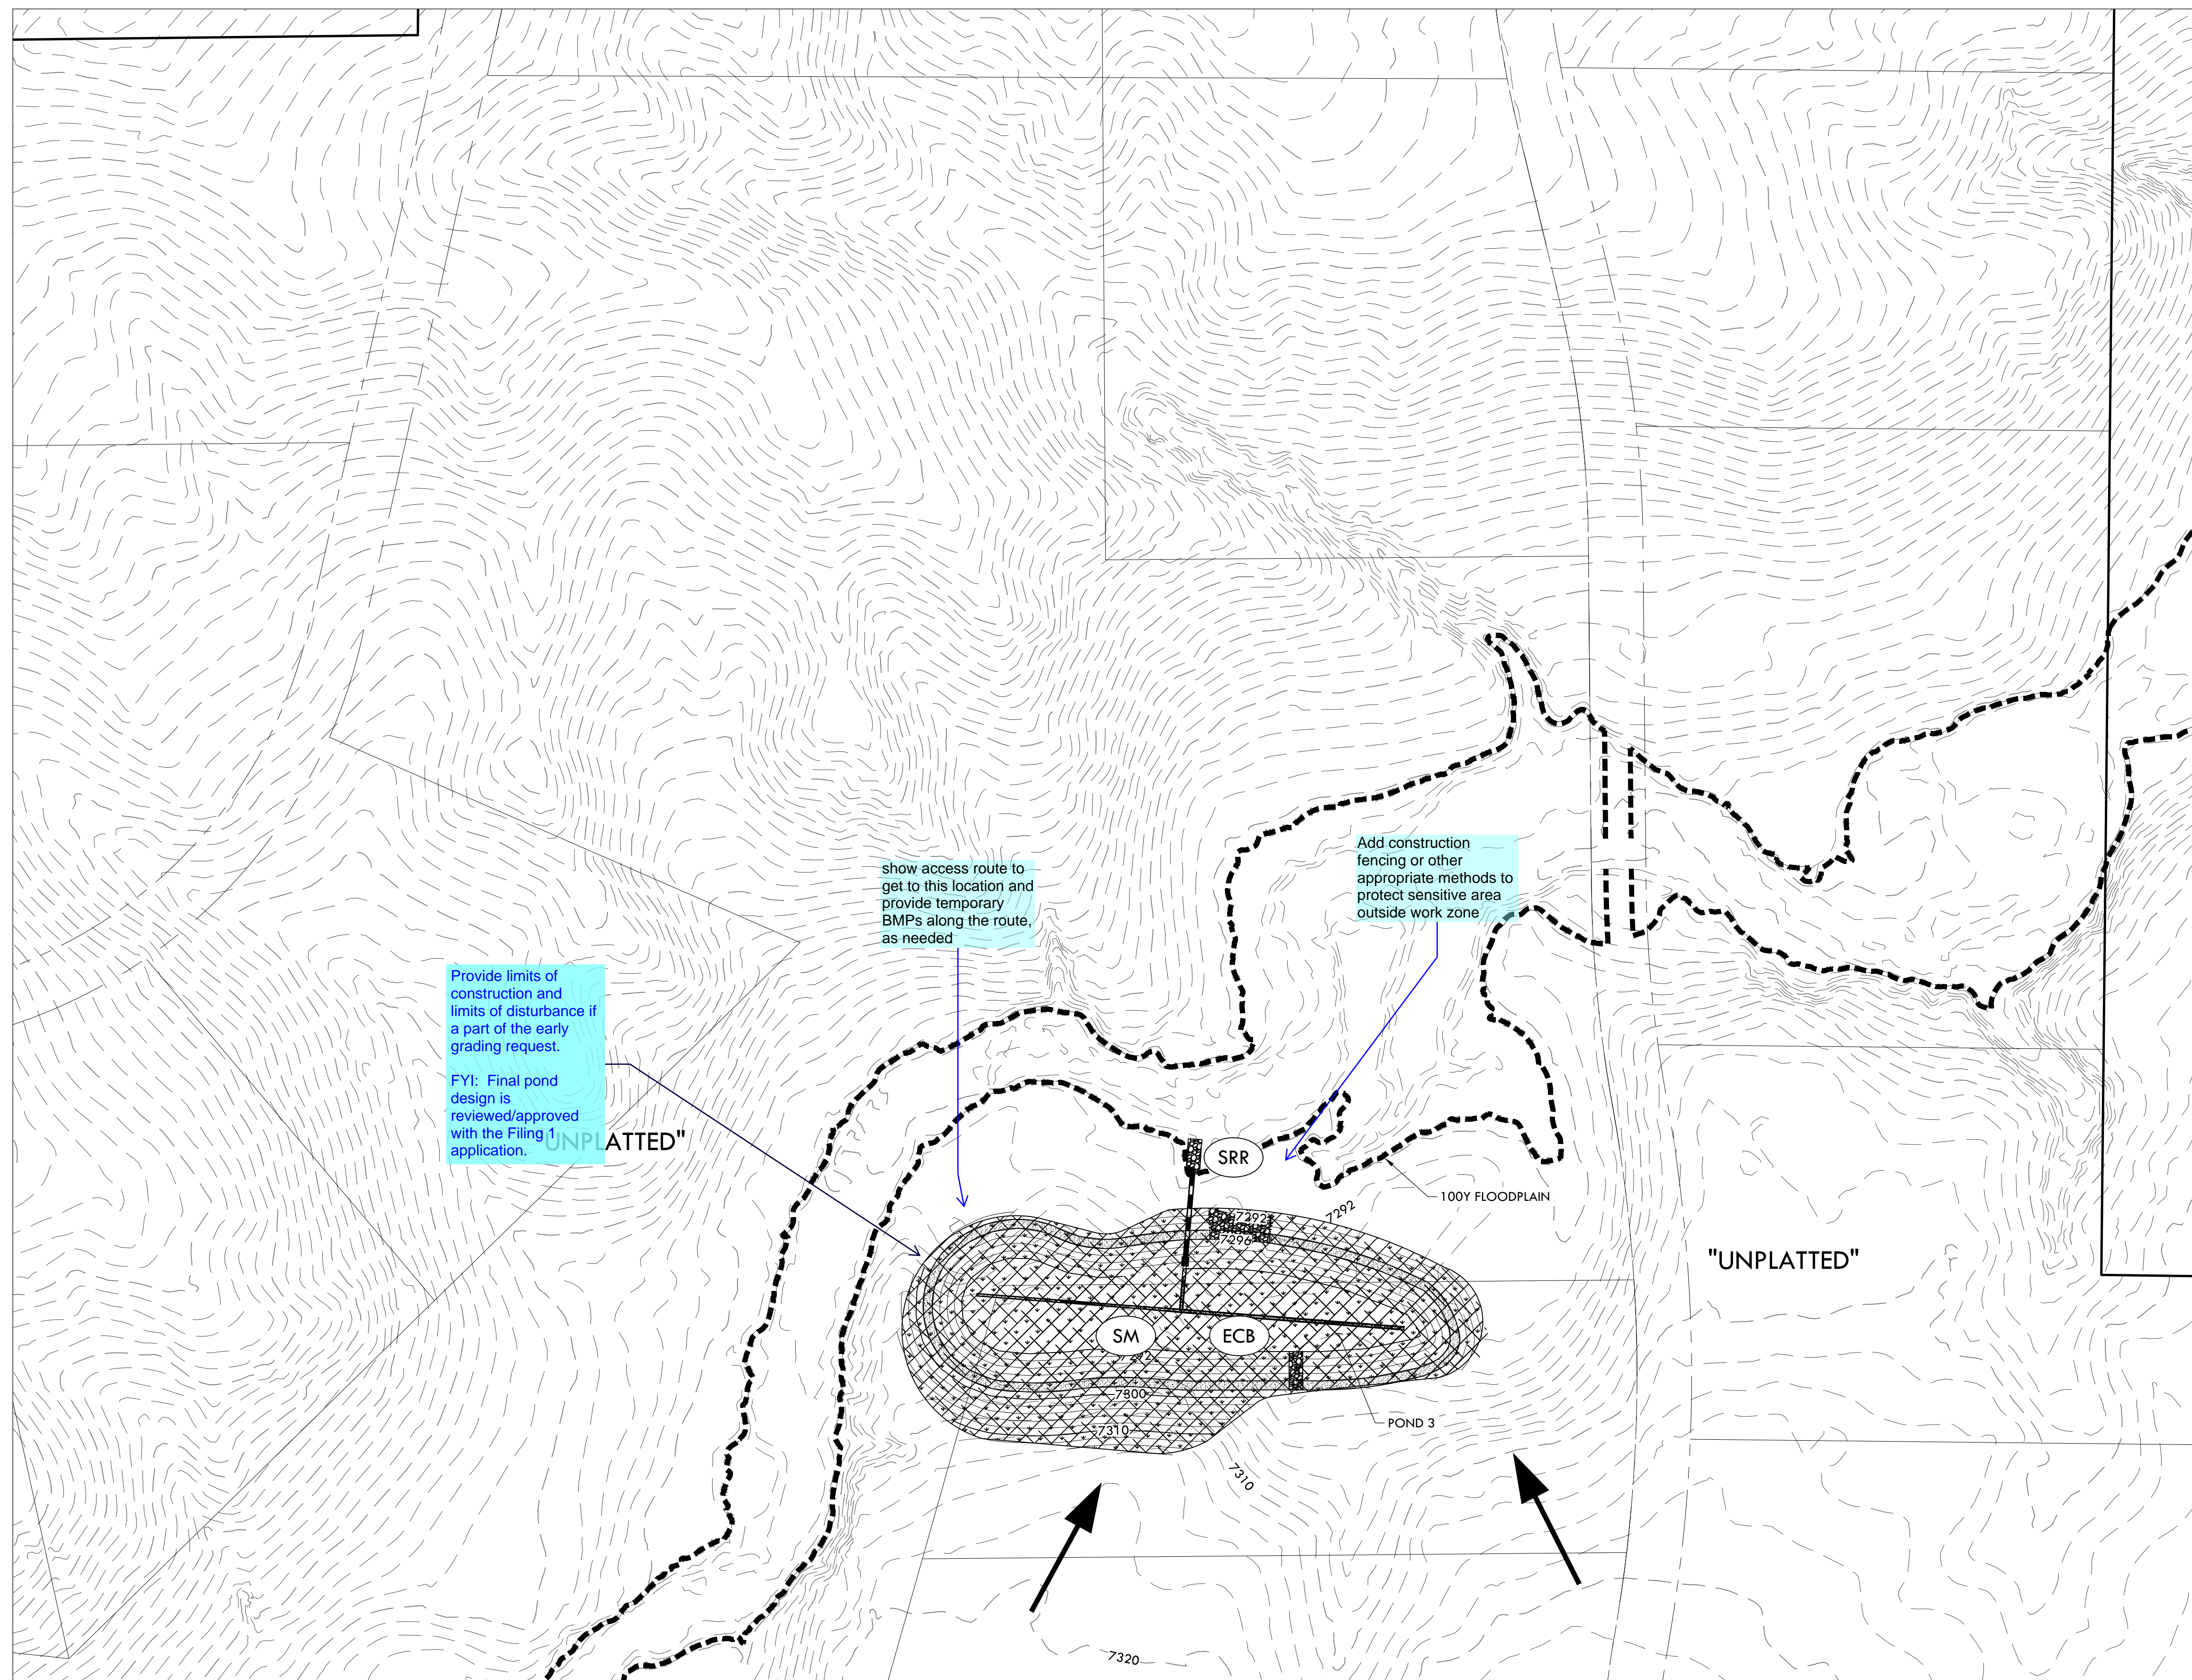 Add construction
fencing or other
appropriate methods to
protect sensitive area
outside work zone
show access route to
get to this location and
provide temporary
BMPs along the route,
as needed
Provide limits of
construction and
limits of disturbance if
a part of the early
grading request.
FYI: Final pond
design is
reviewed/approved
with the Filing 1
application.
"UNPLATTED"
SRR
100Y FLOODPLAIN
7292
7292
7296
"UNPLATTED"
SM
ECB
7300
POND 3
7310
7310
7320